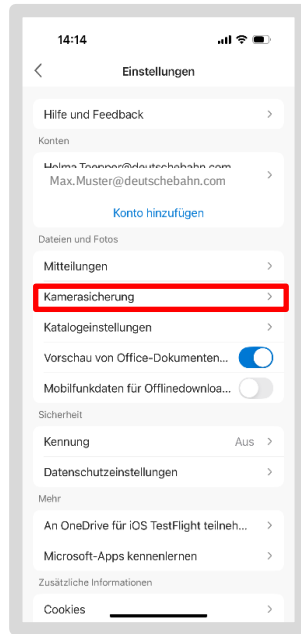 14:14
Einstellungen
Hilfe und Feedback
Konten
Max.Muster@deutschebahn.com
Konto hinzufügen
Dateien und Fotos
Mitteilungen
Kamerasicherung
Katalogeinstellungen
Vorschau von Office-Dokumenten...
Mobilfunkdaten für Offlinedownloa...
Sicherheit
Kennung Aus
Datenschutzeinstellungen
Mehr
An OneDrive für iOS TestFlight teilneh...
Microsoft-Apps kennenlernen
Zusätzliche Informationen
Cookies